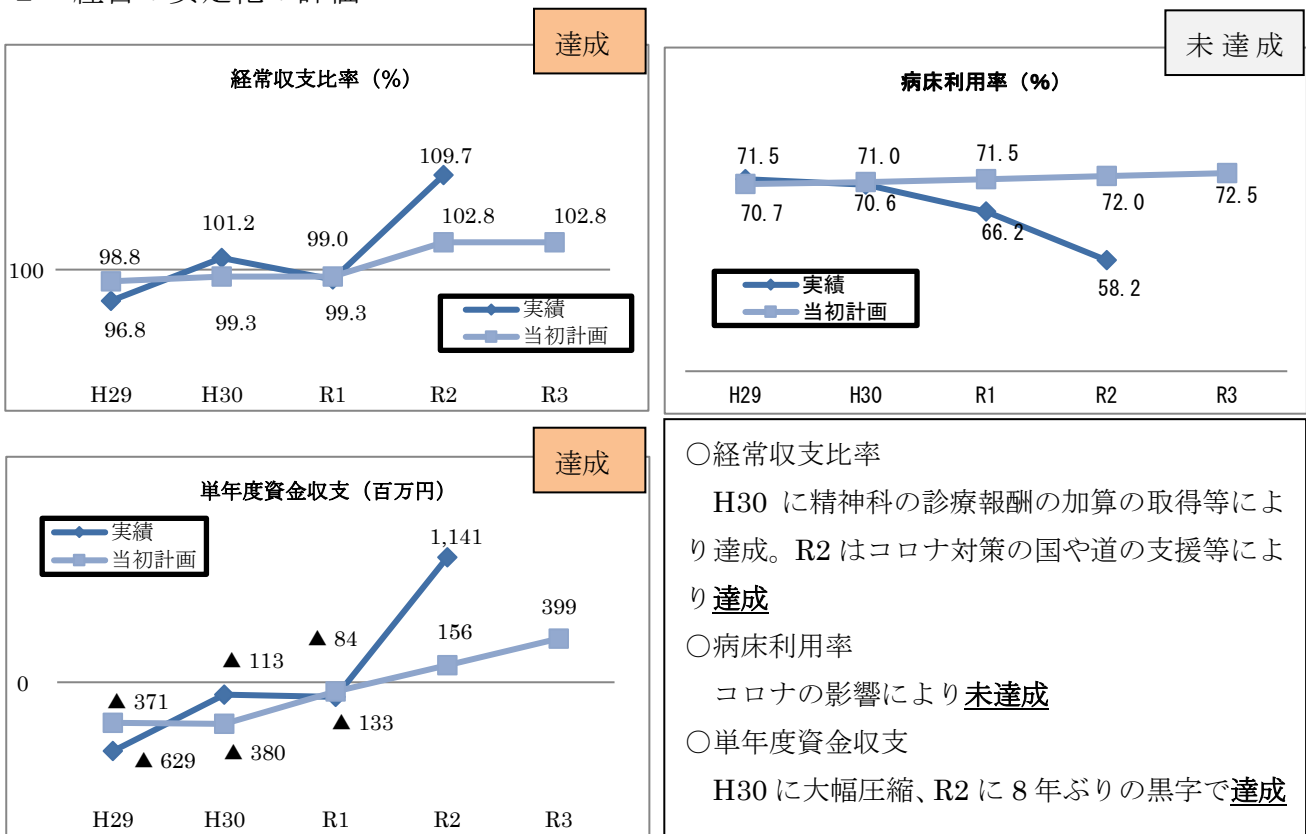 達成
経常収支比率（%）
109.7
101.2
99.0
102.8
102.8
98.8
100
96.8
99.3
99.3
実績
当初計画
H29 H30 R1 R2 R3
未達成
病床利用率（%）
71.5
71.0
71.5
70.7
70.6
66.2
72.0
72.5
58.2
実績
当初計画
H29 H30 R1 R2 R3
達成
単年度資金収支（百万円）
実績
当初計画
1,141
399
156
▲ 84
▲ 113
0
▲ 371
▲ 133
▲ 629
▲ 380
H29 H30 R1 R2 R3
○経常収支比率
H30 に精神科の診療報酬の加算の取得等によ
り達成。R2 はコロナ対策の国や道の支援等によ
り達成
○病床利用率
コロナの影響により未達成
○単年度資金収支
H30 に大幅圧縮、R2 に 8 年ぶりの黒字で達成